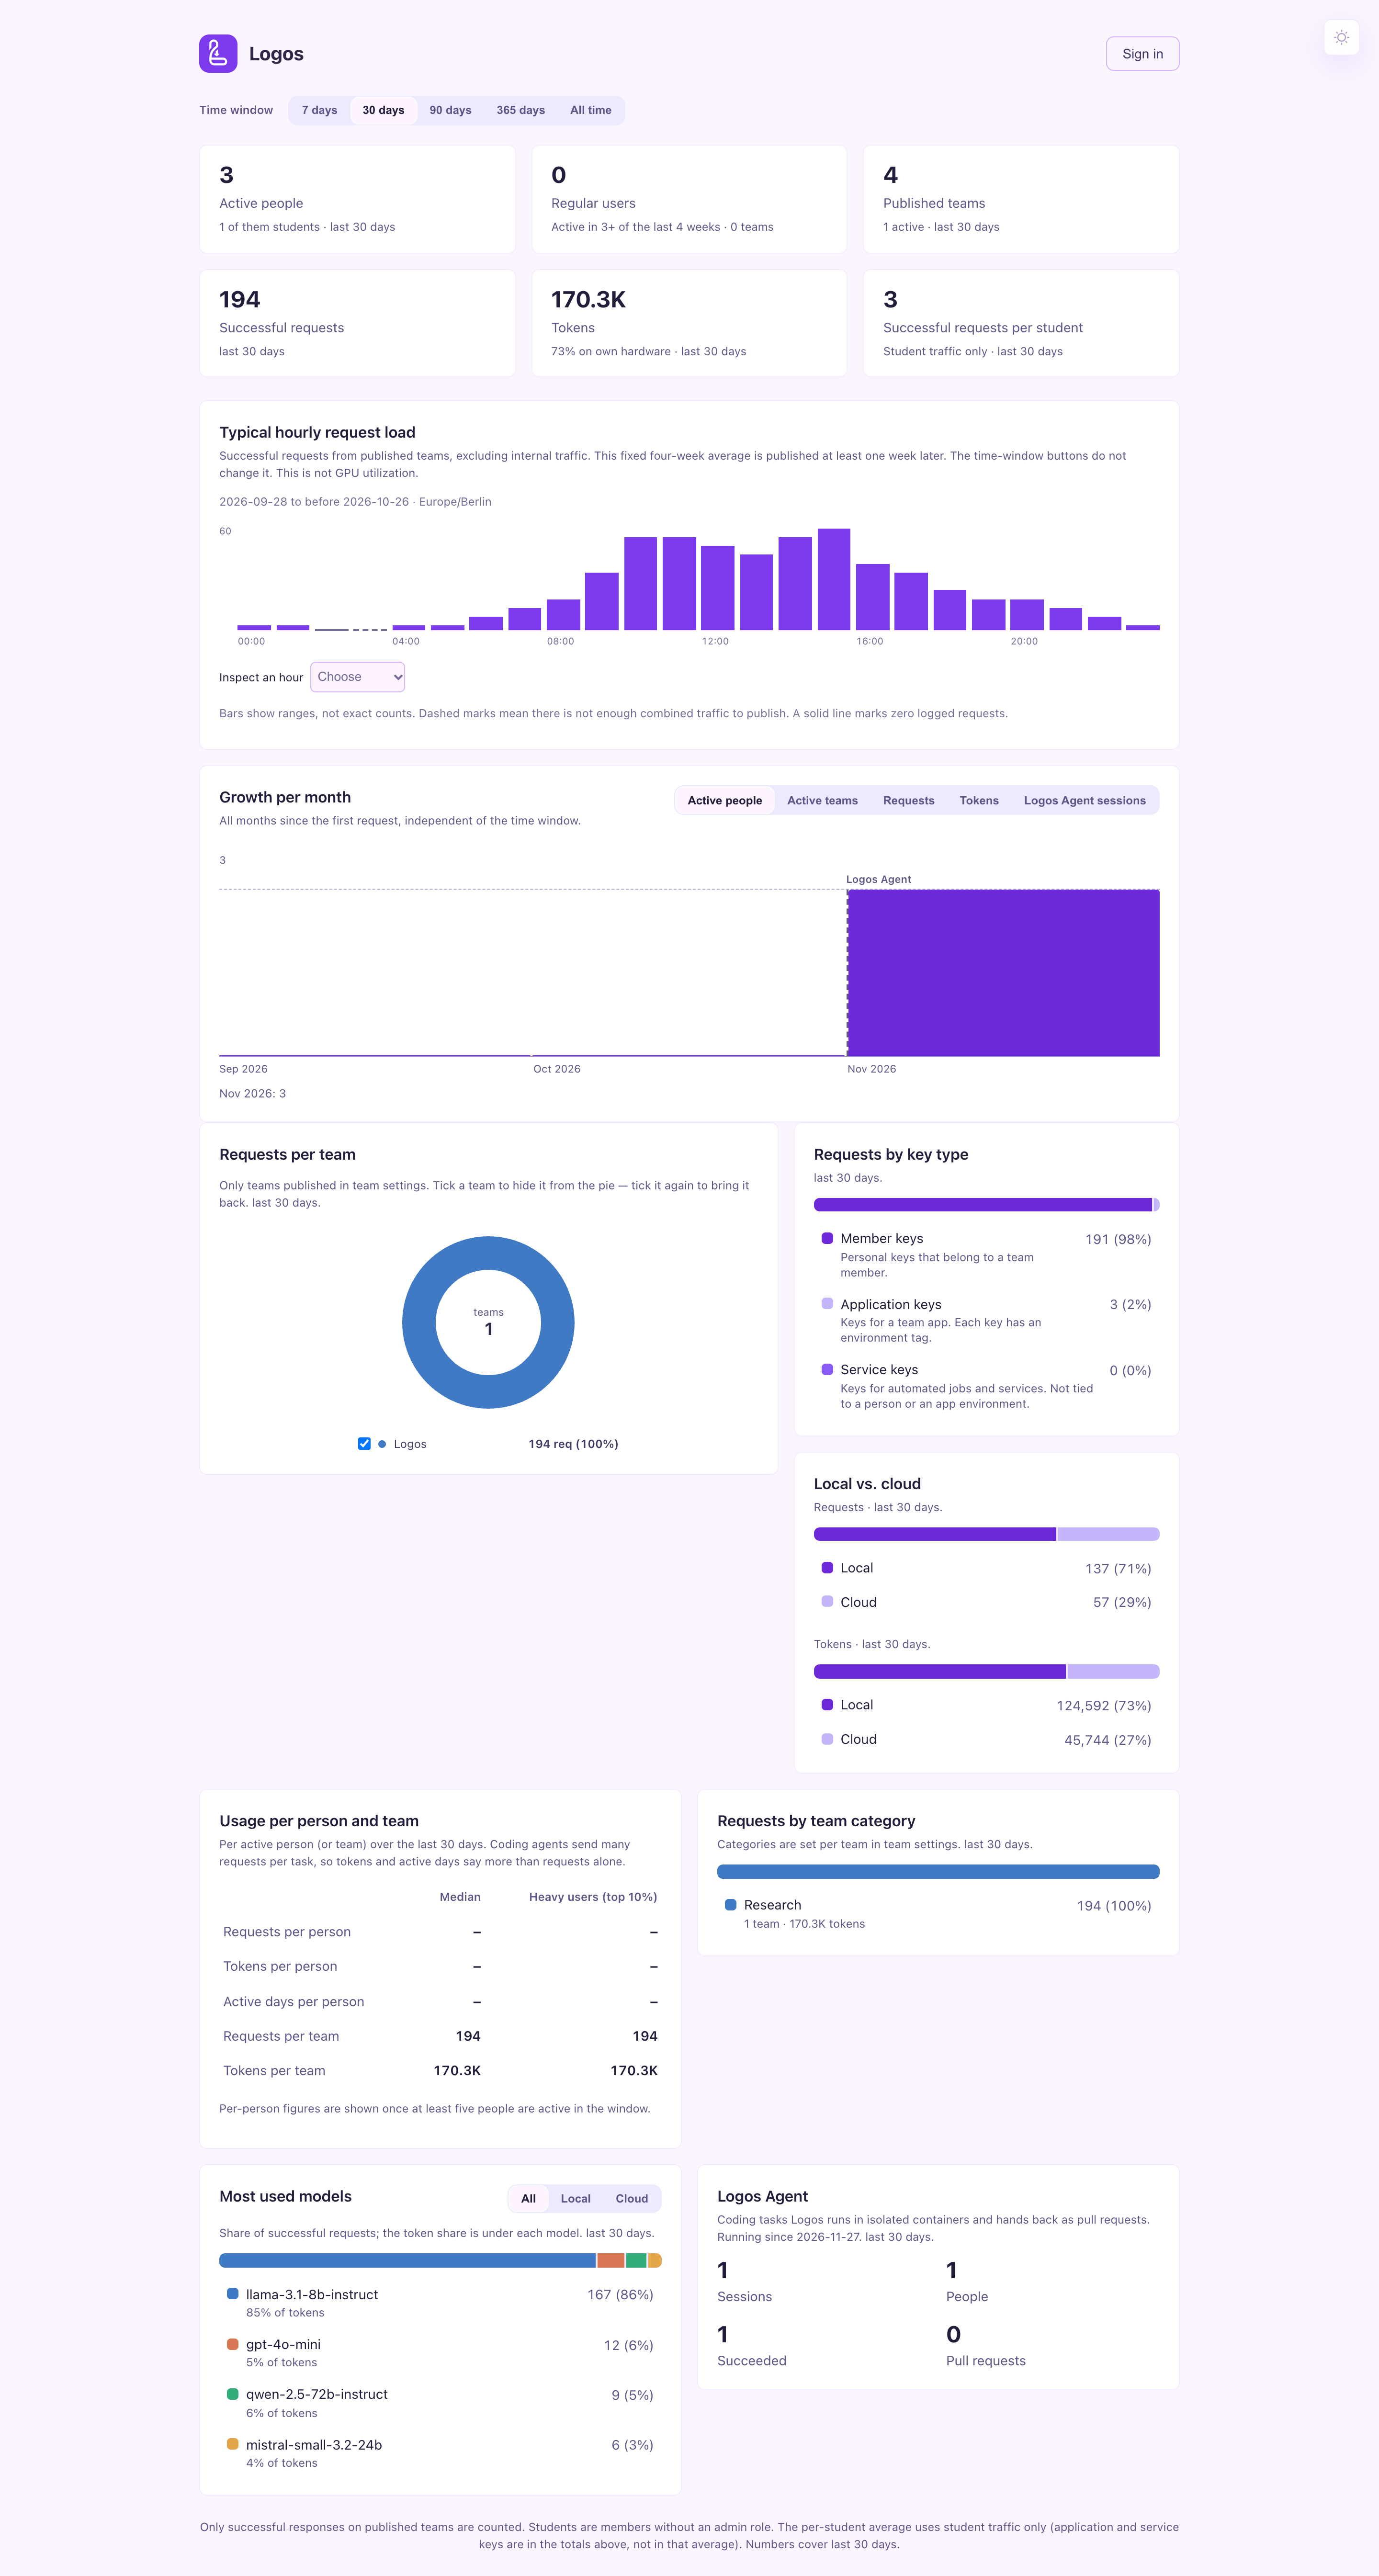 Logos
Sign in
Time window
7 days
30 days
90 days
365 days
All time
3
Active people
1 of them students · last 30 days
0
Regular users
Active in 3+ of the last 4 weeks · 0 teams
4
Published teams
1 active · last 30 days
194
Successful requests
last 30 days
170.3K
Tokens
73% on own hardware · last 30 days
3
Successful requests per student
Student traffic only · last 30 days
Typical hourly request load
Successful requests from published teams, excluding internal traffic. This fixed four-week average is published at least one week later. The time-window buttons do not
change it. This is not GPU utilization.
2026-09-28 to before 2026-10-26 · Europe/Berlin
60
00:00
04:00
08:00
12:00
16:00
20:00
Inspect an hour
Choose
Bars show ranges, not exact counts. Dashed marks mean there is not enough combined traffic to publish. A solid line marks zero logged requests.
Growth per month
All months since the first request, independent of the time window.
Active people
Active teams
Requests
Tokens
Logos Agent sessions
3
Logos Agent
Sep 2026
Oct 2026
Nov 2026
Nov 2026: 3
Requests per team
Only teams published in team settings. Tick a team to hide it from the pie — tick it again to bring it
back. last 30 days.
teams
1
Logos
194 req (100%)
Requests by key type
last 30 days.
Member keys
191 (98%)
Personal keys that belong to a team
member.
Application keys
3 (2%)
Keys for a team app. Each key has an
environment tag.
Service keys
0 (0%)
Keys for automated jobs and services. Not tied
to a person or an app environment.
Local vs. cloud
Requests · last 30 days.
Local
137 (71%)
Cloud
57 (29%)
Tokens · last 30 days.
Local
124,592 (73%)
Cloud
45,744 (27%)
Usage per person and team
Per active person (or team) over the last 30 days. Coding agents send many
requests per task, so tokens and active days say more than requests alone.
Median
Heavy users (top 10%)
Requests per person – –
Tokens per person – –
Active days per person – –
Requests per team 194 194
Tokens per team 170.3K 170.3K
Per-person figures are shown once at least five people are active in the window.
Requests by team category
Categories are set per team in team settings. last 30 days.
Research
194 (100%)
1 team · 170.3K tokens
Most used models
All
Local
Cloud
Share of successful requests; the token share is under each model. last 30 days.
llama-3.1-8b-instruct
167 (86%)
85% of tokens
gpt-4o-mini
12 (6%)
5% of tokens
qwen-2.5-72b-instruct
9 (5%)
6% of tokens
mistral-small-3.2-24b
6 (3%)
4% of tokens
Logos Agent
Coding tasks Logos runs in isolated containers and hands back as pull requests.
Running since 2026-11-27. last 30 days.
1
Sessions
1
People
1
Succeeded
0
Pull requests
Only successful responses on published teams are counted. Students are members without an admin role. The per-student average uses student traffic only (application and service
keys are in the totals above, not in that average). Numbers cover last 30 days.